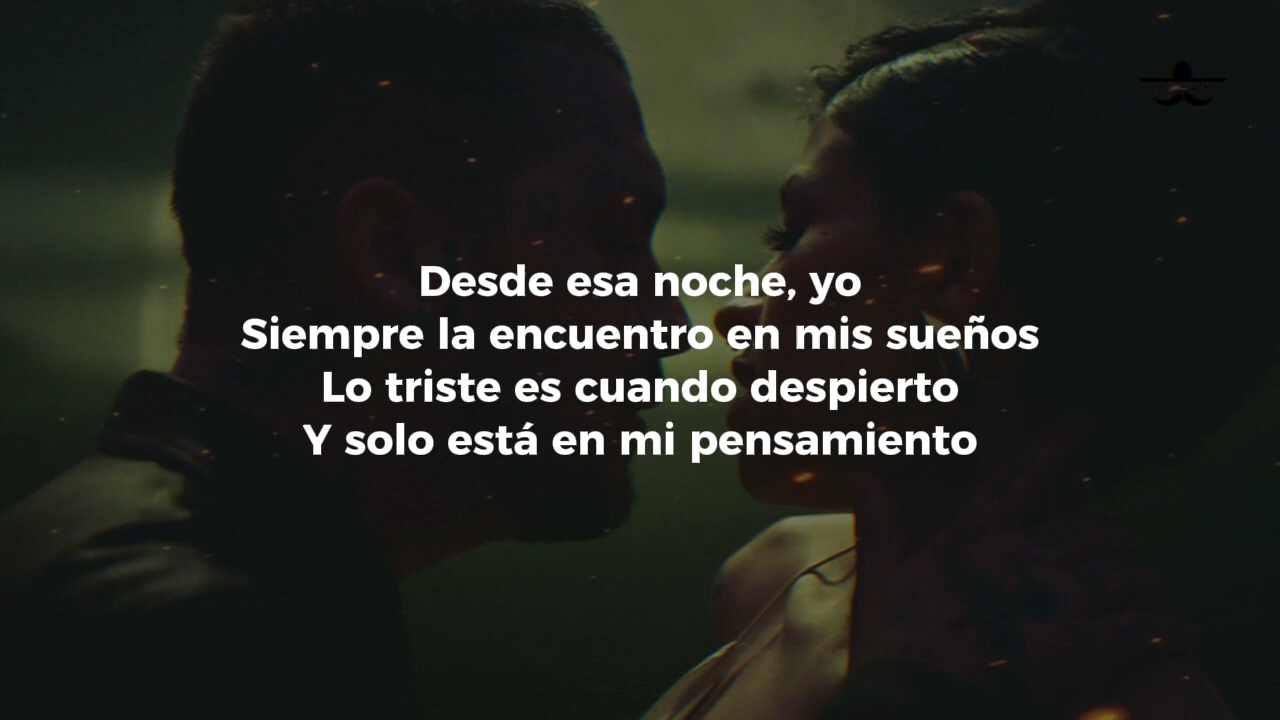 Desde esa noche, yo
Siempre la encuentro en mis sueños
Lo triste es cuando despierto
Y solo está en mi pensamiento